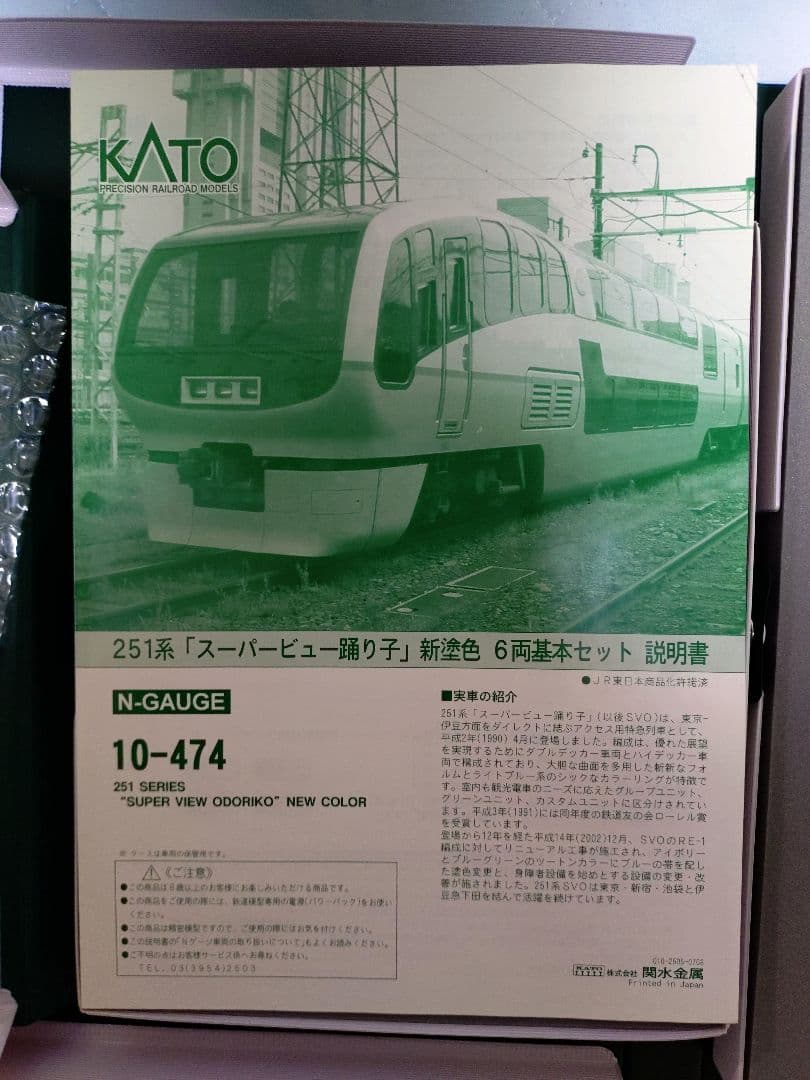 KATO
PRECISION RAILROAD MODELS
251系「スーパービュー踊り子」新塗色 6両基本セット 説明書
●JR東日本商品化許諾済
N-GAUGE
10-474
251 SERIES
"SUPER VIEW ODORIKO" NEW COLOR
■実車の紹介
251系「スーパービュー踊り子」(以後SVO)は、東京-
伊豆方面をダイレクトに結ぶアクセス用特急列車として、
平成2年(1990) 4月に登場しました。編成は、優れた展望
を実現するためにダブルデッカー車両とハイデッカー車
両で構成されており、大胆な曲面を多用した斬新なフォ
ルムとライトブルー系のシックなカラーリングが特徴で
す。室内も観光電車のニーズに応えたグループユニット、
グリーンユニット、カスタムユニットに区分けされていま
す。平成3年(1991)には同年度の鉄道友の会ローレル賞
を受賞しています。
登場から12年を経た平成14年(2002)12月、SVOのRE-1
編成に対してリニューアル工事が施工され、アイボリー
とブルーグリーンのツートンカラーにブルーの帯を配し
た塗色変更と、身障者設備を始めとする設備の変更・改
善が施されました。251系SVOは東京・新宿・池袋と伊
豆急下田を結んで活躍を続けています。
※ ケースは車両の保管用です。
⚠《ご注意》
●この商品は8歳以上のお客様にお楽しみいただける商品です。
●この商品をご使用の際には、鉄道模型専用の電源(パワーパック)をお使い
ください。
●この商品は精密模型ですので、ご使用の際にはお気を付けください。
●この説明書の「Nゲージ車両の取り扱いについて」もよくお読みください。
●ご不明の点はお客様サービス係へお尋ねください。
TEL. 03(3954)2503
KATO 株式会社 関水金属
Printed in Japan